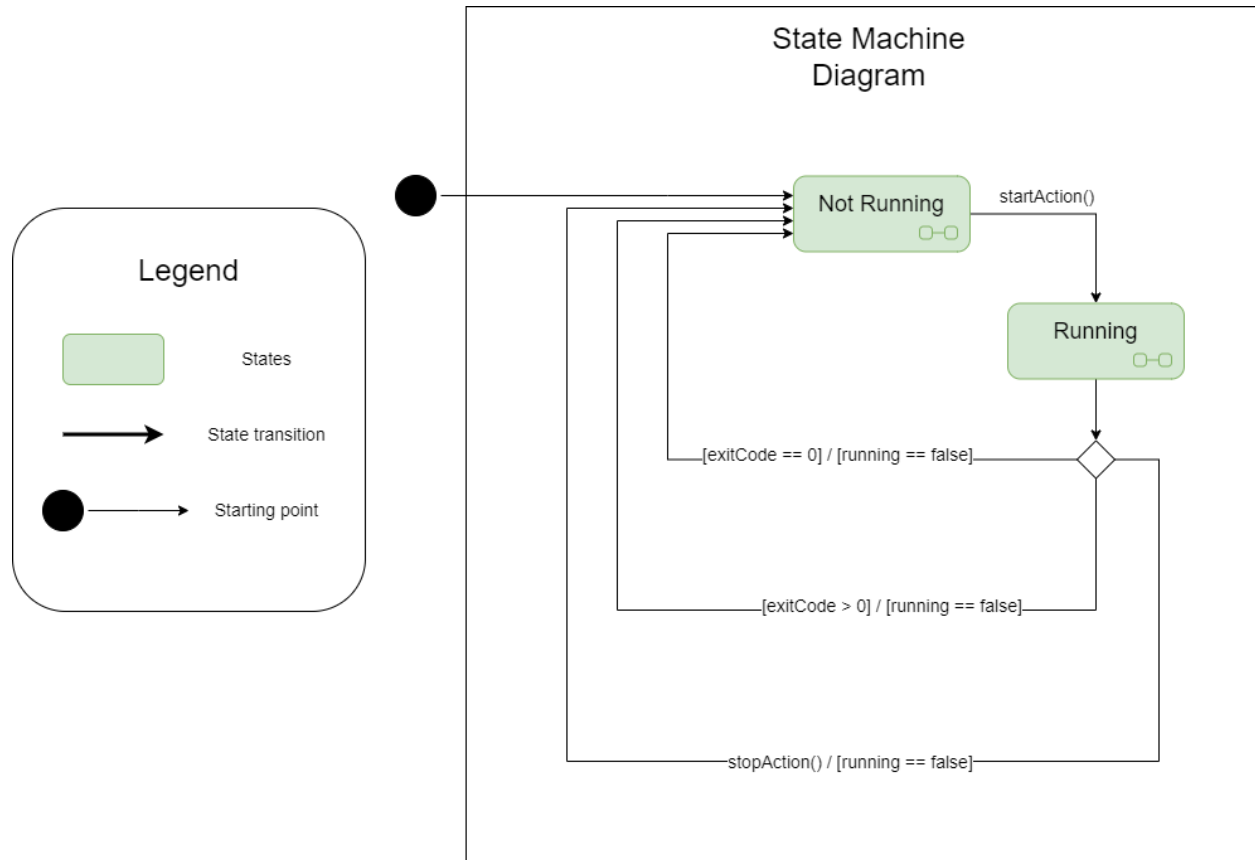 State Machine
Diagram
Not Running
startAction()
Legend
Running
States
State transition
[exitCode == 0] / [running == false]
Starting point
[exitCode > 0] / [running == false]
stopAction() / [running == false]